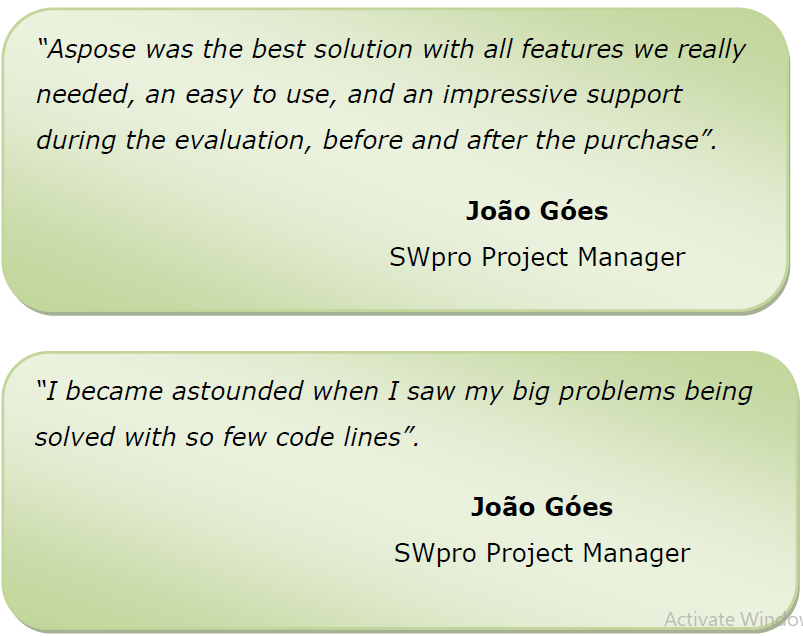 “Aspose was the best solution with all features we really
needed, an easy to use, and an impressive support
during the evaluation, before and after the purchase”.
João Góes
SWpro Project Manager
“I became astounded when I saw my big problems being
solved with so few code lines”.
João Góes
SWpro Project Manager
Activate